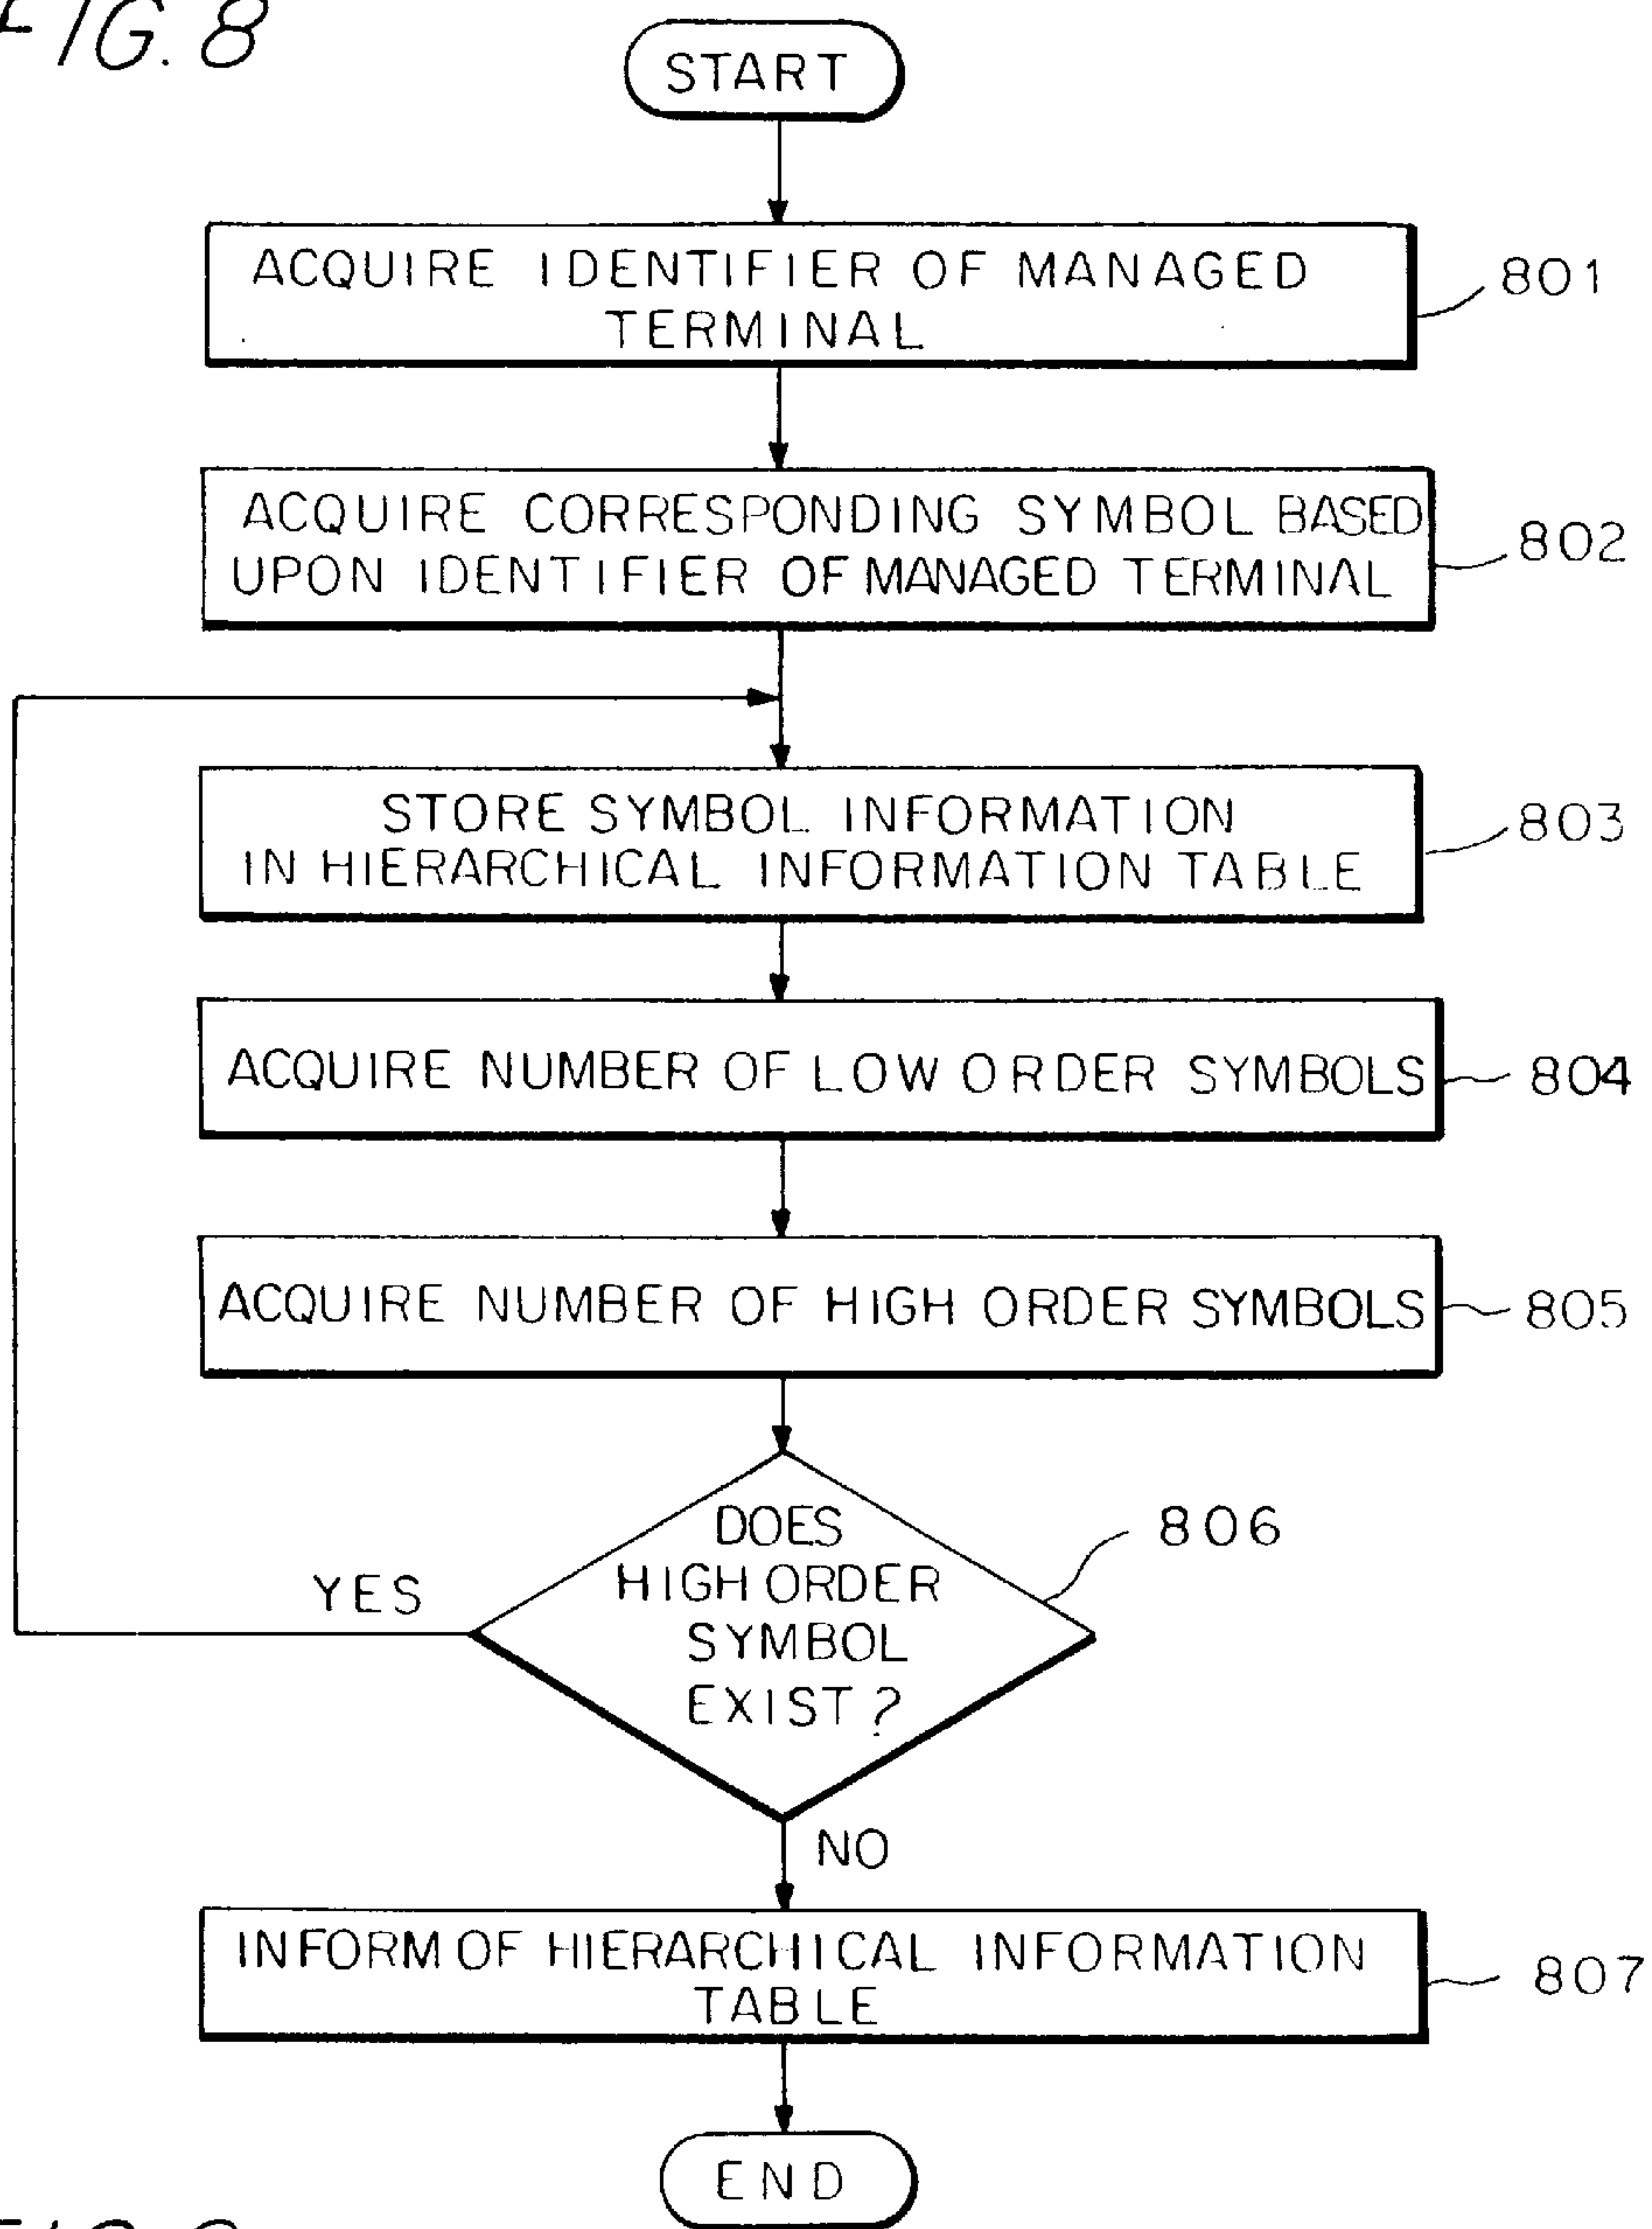 FIG. 8
START
ACQUIRE IDENTIFIER OF MANAGED
TERMINAL
801
ACQUIRE CORRESPONDING SYMBOL BASED
UPON IDENTIFIER OF MANAGED TERMINAL
802
STORE SYMBOL INFORMATION
IN HIERARCHICAL INFORMATION TABLE
803
ACQUIRE NUMBER OF LOW ORDER SYMBOLS
804
ACQUIRE NUMBER OF HIGH ORDER SYMBOLS
805
DOES
HIGH ORDER
SYMBOL
EXIST?
806
YES
NO
INFORM OF HIERARCHICAL INFORMATION
TABLE
807
END